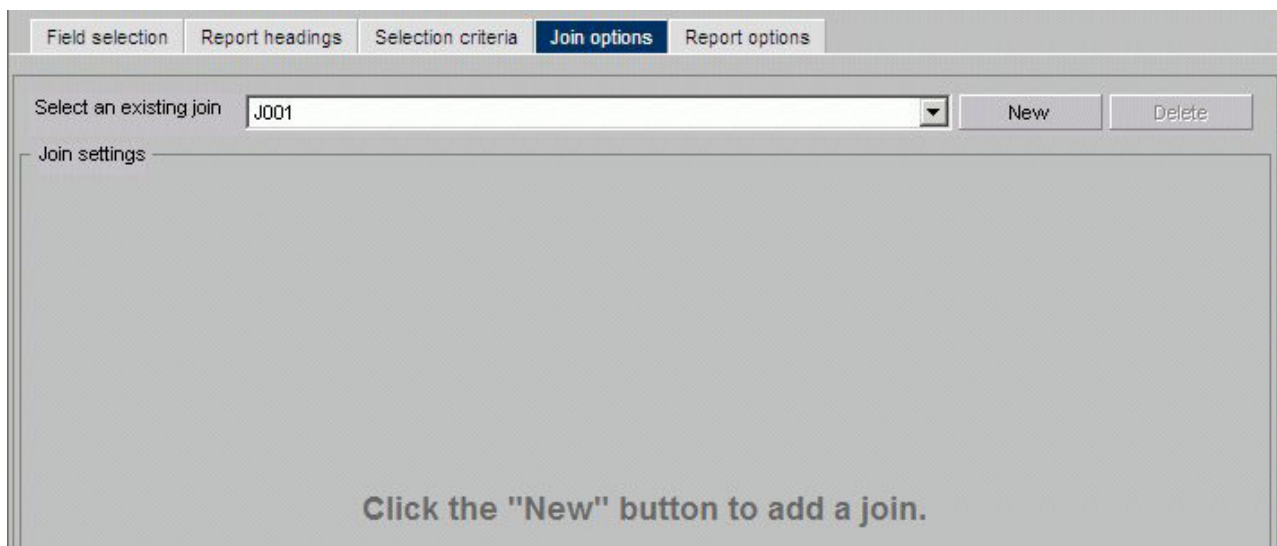 Field selection Report headings Selection criteria Join options Report options
Select an existing join J001 New Delete
Join settings
Click the "New" button to add a join.